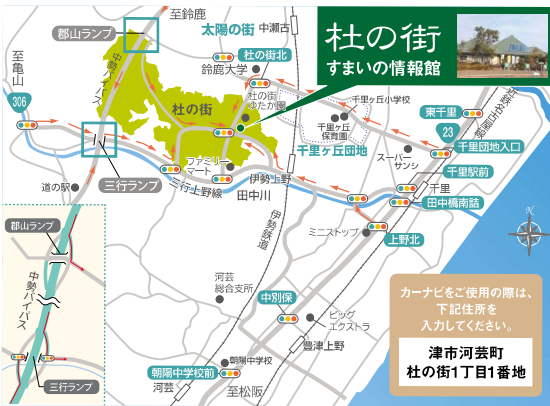 至鈴鹿
郡山ランプ
太陽の街
中瀬古
杜の街
すまいの情報館
杜の街北
鈴鹿大学
中勢バイパス
至亀山
306
杜の街
杜の街
ゆたか園
千里ヶ丘小学校
千里ヶ丘
保育園
千里ヶ丘団地
東千里
近鉄名古屋線
23
千里団地入口
スーパー
サンシ
千里駅前
千里
三行ランプ
ファミリー
マート
伊勢上野
三行上野線
田中川
田中橋南詰
道の駅
伊勢鉄道
ミニストップ
上野北
N
郡山ランプ
中勢バイパス
三行ランプ
河芸
総合支所
中別保
ビッグ
エクストラ
豊津上野
朝陽中学校
朝陽中学校前
河芸
至松阪
カーナビをご使用の際は、
下記住所を
入力してください。
津市河芸町
杜の街1丁目1番地